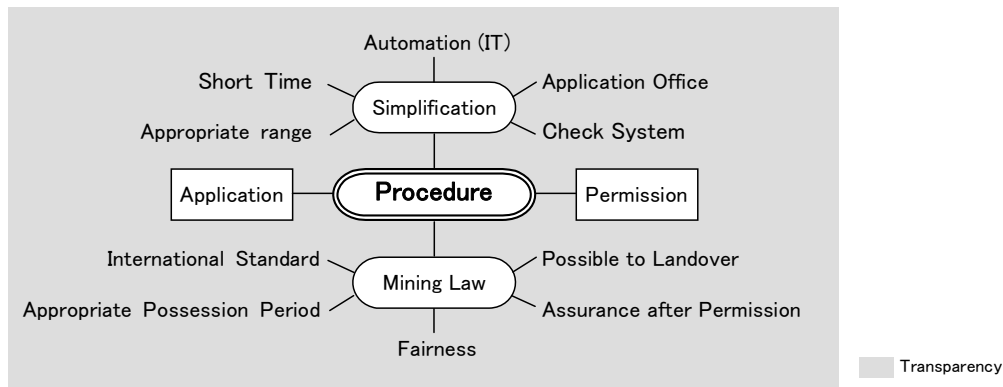 Automation (IT)
Short Time
Application Office
Simplification
Appropriate range
Check System
Application
Procedure
Permission
International Standard
Possible to Landover
Mining Law
Appropriate Possession Period
Assurance after Permission
Fairness
Transparency